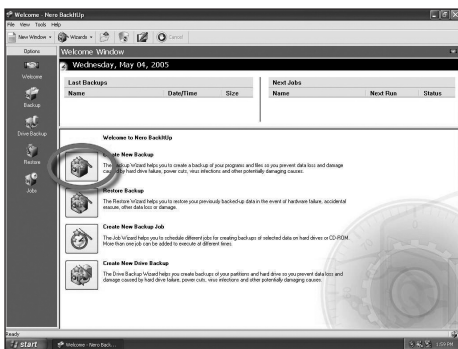 Welcome - Nero BackItUp
File View Tools Help
New Window Wizards Cancel
Options
Welcome Window
Wednesday, May 04, 2005
Welcome
Backup
Drive Backup
Restore
Jobs
Last Backups
Name Date/Time Size
Next Jobs
Name Next Run Status
Welcome to Nero BackItUp
Create New Backup
The Backup Wizard helps you to create a backup of your programs and files so you prevent data loss and damage
caused by hard drive failure, power cuts, virus infections and other potentially damaging causes.
Restore Backup
The Restore Wizard helps you to restore your previously backed-up data in the event of hardware failure, accidental
erasure, other data loss or damage.
Create New Backup Job
The Job Wizard helps you to schedule different jobs for creating backups of selected data on hard drives or CD-ROM.
More than one job can be added to execute at different times.
Create New Drive Backup
The Drive Backup Wizard helps you create backups of your partitions and hard drive so you prevent data loss and
damage caused by hard drive failure, power cuts, virus infections and other potentially damaging causes.
Ready
start Welcome - Nero Back... 1:59 PM